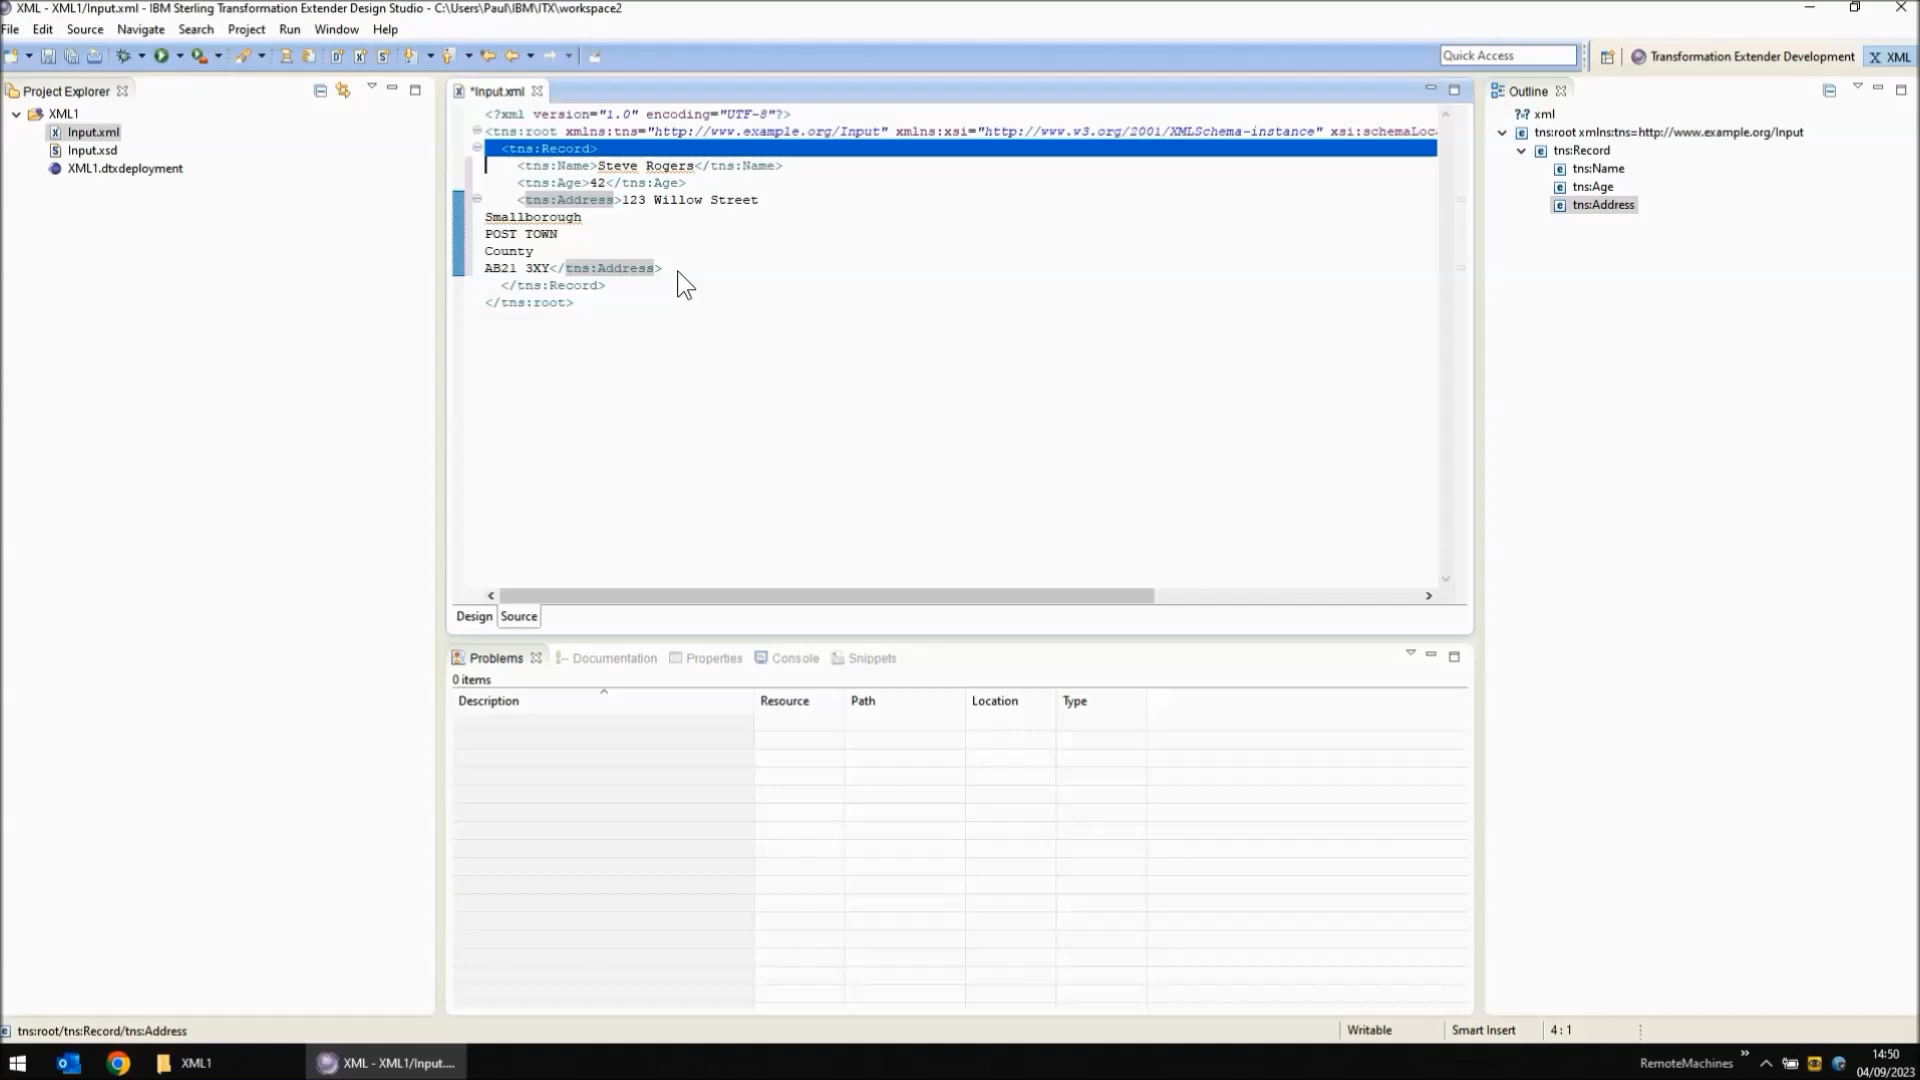 XML - XML1/Input.xml - IBM Sterling Transformation Extender Design Studio - C:\Users\Paul\IBM\ITX\workspace2
File Edit Source Navigate Search Project Run Window Help
Quick Access
Transformation Extender Development
XML
Project Explorer
XML1
Input.xml
Input.xsd
XML1.dtxdeployment
*Input.xml
<?xml version="1.0" encoding="UTF-8"?>
<tns:root xmlns:tns="http://www.example.org/Input" xmlns:xsi="http://www.w3.org/2001/XMLSchema-instance" xsi:schemaLoc
<tns:Record>
<tns:Name>Steve Rogers</tns:Name>
<tns:Age>42</tns:Age>
<tns:Address>123 Willow Street
Smallborough
POST TOWN
County
AB21 3XY</tns:Address>
</tns:Record>
</tns:root>
Design Source
Outline
?-? xml
tns:root xmlns:tns=http://www.example.org/Input
tns:Record
tns:Name
tns:Age
tns:Address
Problems Documentation Properties Console Snippets
0 items
Description Resource Path Location Type
tns:root/tns:Record/tns:Address
Writable Smart Insert 4 : 1
XML1
XML - XML1/Input....
RemoteMachines
14:50
04/09/2023